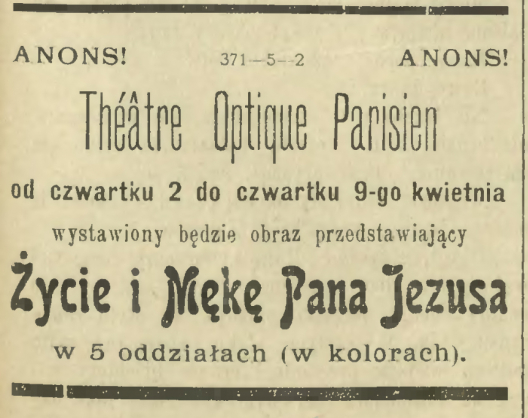 ANONS! 371—5—2 ANONS!
Théâtre Optique Parisien
od czwartku 2 do czwartku 9-go kwietnia
wystawiony będzie obraz przedstawiający
Życie i Mękę Pana Jezusa
w 5 oddziałach (w kolorach).